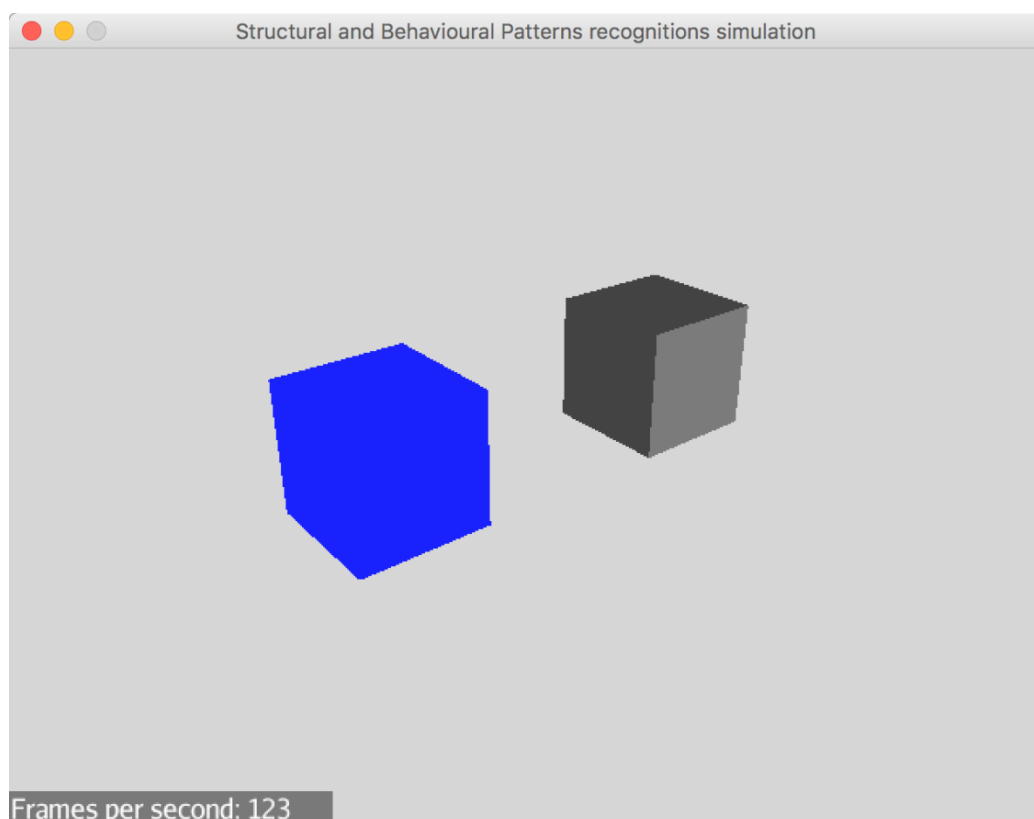 Structural and Behavioural Patterns recognitions simulation
Frames per second: 123